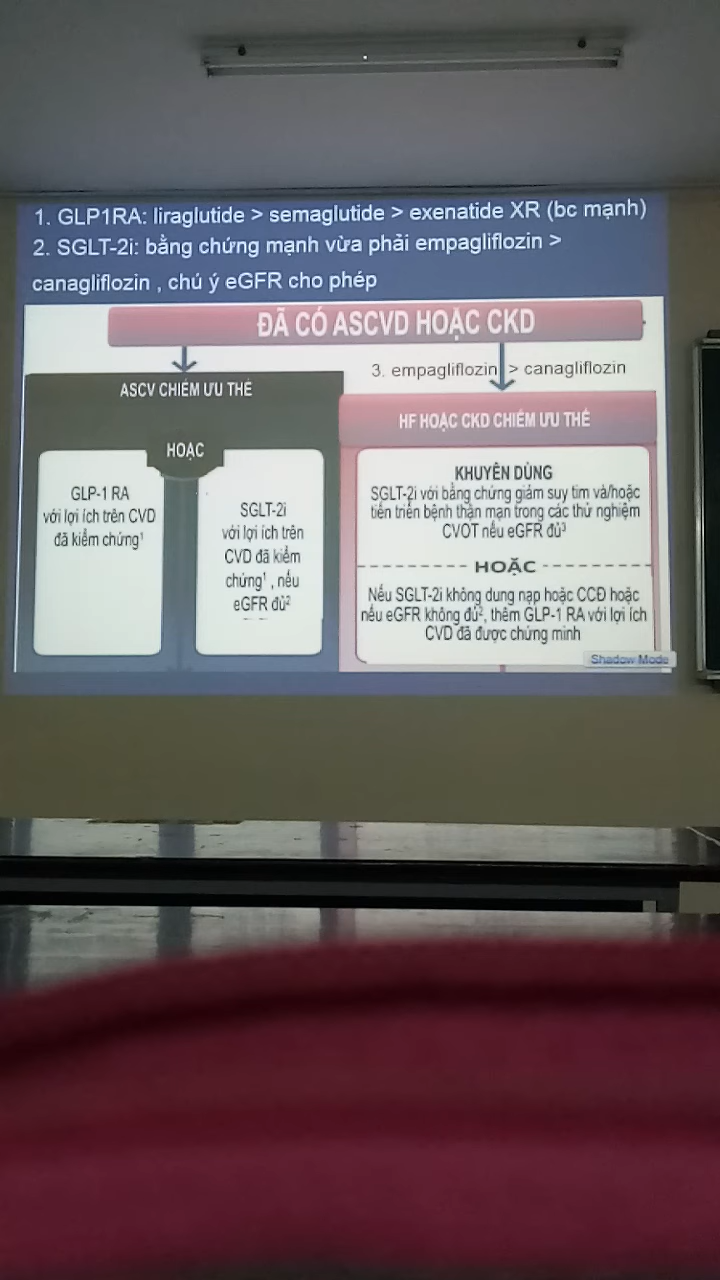 1. GLP1RA: liraglutide > semaglutide > exenatide XR (bc mạnh)
2. SGLT-2i: bằng chứng mạnh vừa phải empagliflozin >
canagliflozin , chú ý eGFR cho phép
ĐÃ CÓ ASCVD HOẶC CKD
ASCV CHIẾM ƯU THẾ
HOẶC
GLP-1 RA
với lợi ích trên CVD
đã kiểm chứng¹
SGLT-2i
với lợi ích trên
CVD đã kiểm
chứng¹ , nếu
eGFR đủ²
3. empagliflozin > canagliflozin
HF HOẶC CKD CHIẾM ƯU THẾ
KHUYÊN DÙNG
SGLT-2i với bằng chứng giảm suy tim và/hoặc
tiến triển bệnh thận mạn trong các thử nghiệm
CVOT nếu eGFR đủ³
HOẶC
Nếu SGLT-2i không dung nạp hoặc CCĐ hoặc
nếu eGFR không đủ², thêm GLP-1 RA với lợi ích
CVD đã được chứng minh
Shadow Mode